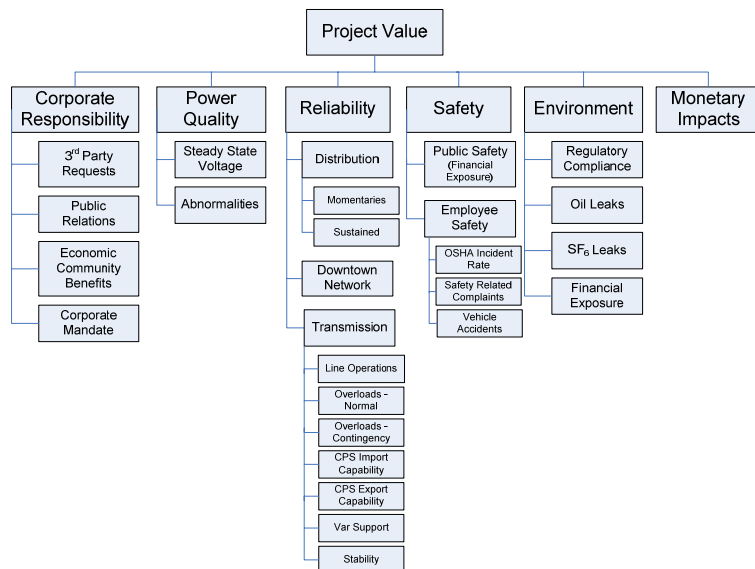 Project Value
Corporate
Responsibility
3rd Party
Requests
Public
Relations
Economic
Community
Benefits
Corporate
Mandate
Power
Quality
Steady State
Voltage
Abnormalities
Reliability
Distribution
Momentaries
Sustained
Downtown
Network
Transmission
Line Operations
Overloads -
Normal
Overloads -
Contingency
CPS Import
Capability
CPS Export
Capability
Var Support
Stability
Safety
Public Safety
(Financial
Exposure)
Employee
Safety
OSHA Incident
Rate
Safety Related
Complaints
Vehicle
Accidents
Environment
Regulatory
Compliance
Oil Leaks
SF6 Leaks
Financial
Exposure
Monetary
Impacts